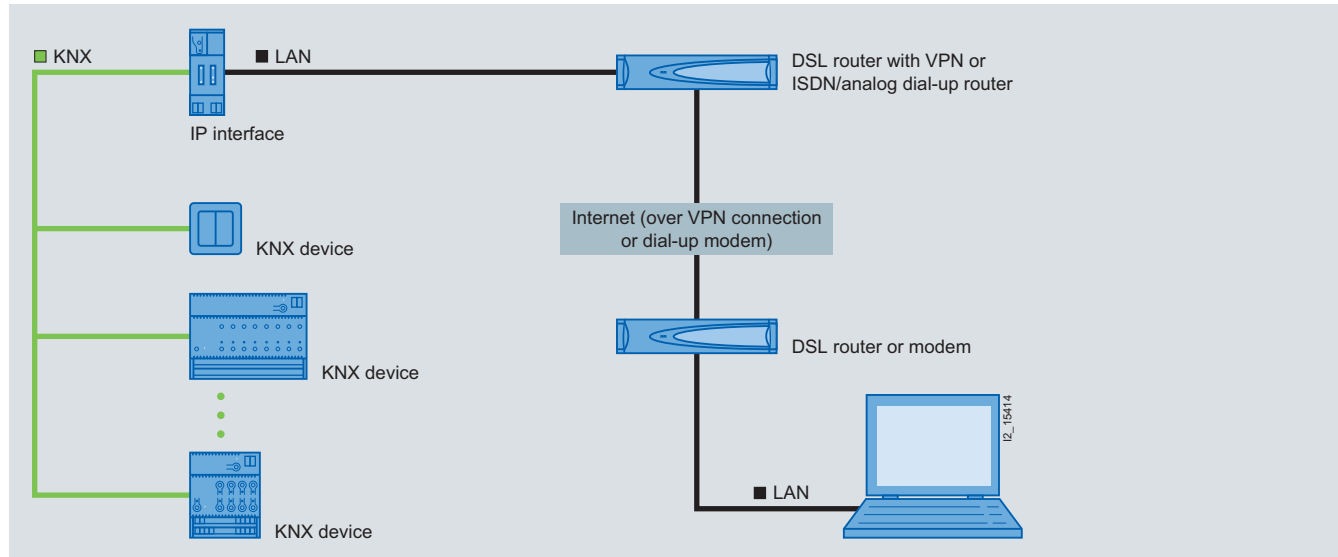 KNX
LAN
DSL router with VPN or
ISDN/analog dial-up router
IP interface
Internet (over VPN connection
or dial-up modem)
KNX device
DSL router or modem
KNX device
I2_15414
LAN
KNX device